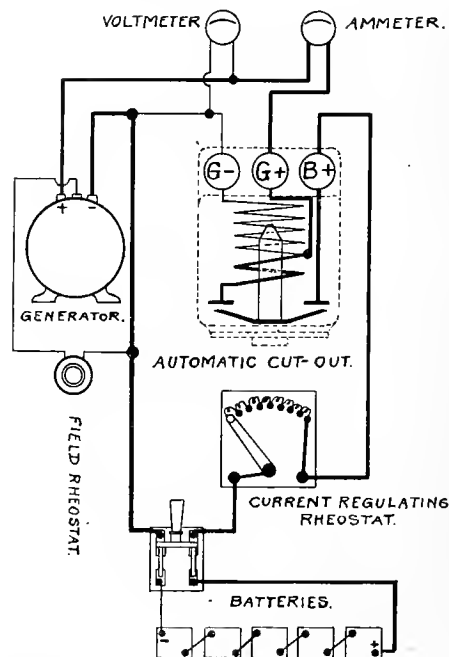 VOLTMETER
AMMETER.
G-
G+
B+
+
-
GENERATOR.
AUTOMATIC CUT-OUT.
FIELD RHEOSTAT.
CURRENT REGULATING
RHEOSTAT.
BATTERIES.
-
+